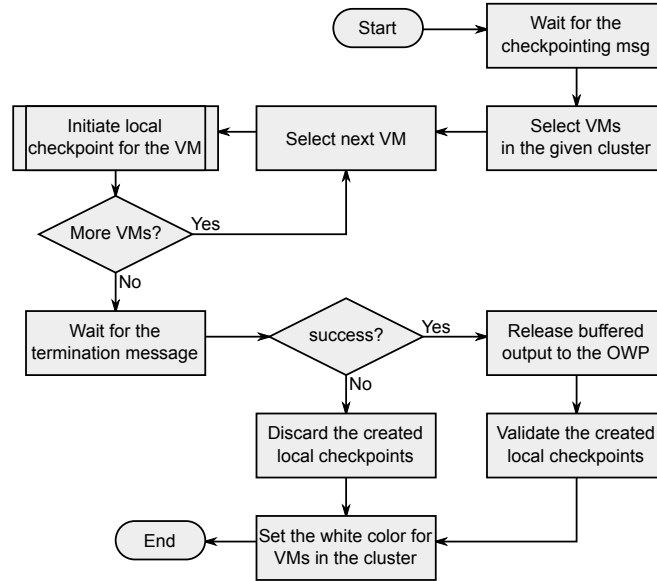 Start
Wait for the
checkpointing msg
Select VMs
in the given cluster
Select next VM
Initiate local
checkpoint for the VM
More VMs?
Yes
No
Wait for the
termination message
success?
Yes
No
Release buffered
output to the OWP
Discard the created
local checkpoints
Validate the created
local checkpoints
Set the white color for
VMs in the cluster
End